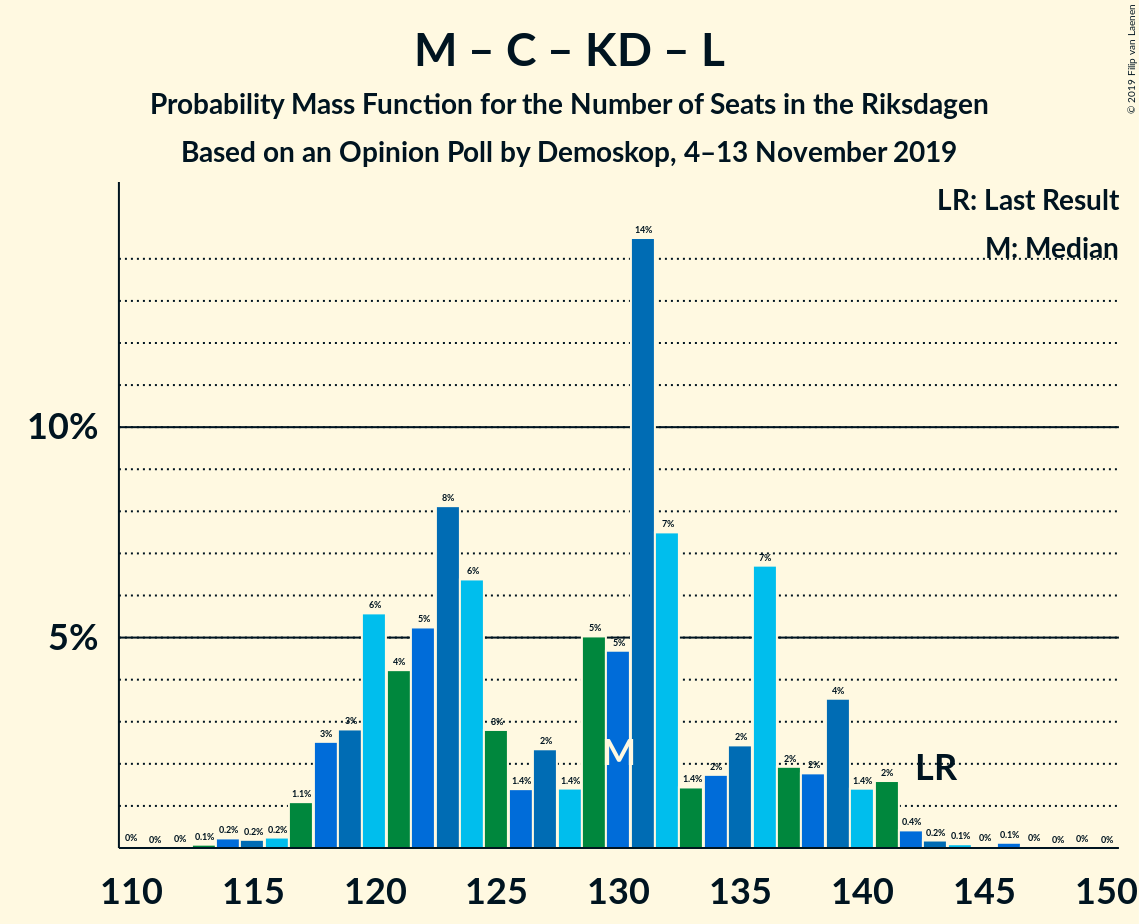 M – C – KD – L
Probability Mass Function for the Number of Seats in the Riksdagen
Based on an Opinion Poll by Demoskop, 4–13 November 2019
© 2019 Filip van Laenen
LR: Last Result
M: Median
10%
5%
0% 0% 0% 0.1% 0.2% 0.2% 0.2% 1.1% 3% 3% 6% 4% 5% 8% 6% 3% 1.4% 2% 1.4% 5% 5% 14% 7% 1.4% 2% 2% 7% 2% 2% 4% 1.4% 2% 0.4% 0.2% 0.1% 0% 0.1% 0% 0% 0% 0%
M
LR
110 115 120 125 130 135 140 145 150